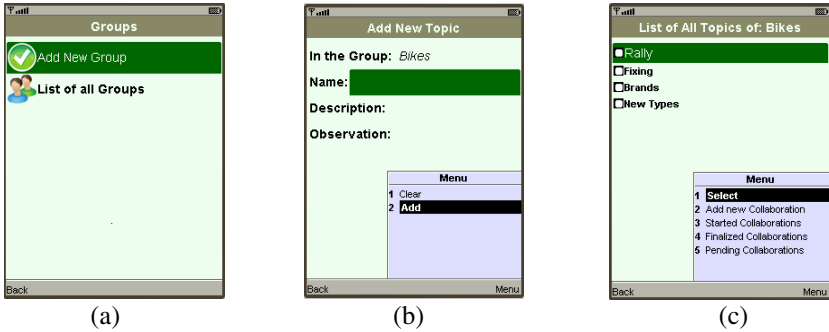 Groups
Add New Group
List of all Groups
Back
(a)
Add New Topic
In the Group: Bikes
Name:
Description:
Observation:
Menu
1 Clear
2 Add
Back Menu
(b)
List of All Topics of: Bikes
Rally
Fixing
Brands
New Types
Menu
1 Select
2 Add new Collaboration
3 Started Collaborations
4 Finalized Collaborations
5 Pending Collaborations
Back Menu
(c)